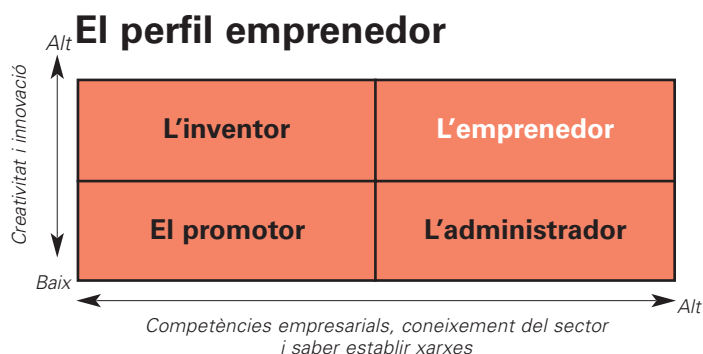 El perfil emprenedor
Alt
Creativitat i innovació
L'inventor
L'emprenedor
El promotor
L'administrador
Baix
Alt
Competències empresarials, coneixement del sector
i saber establir xarxes